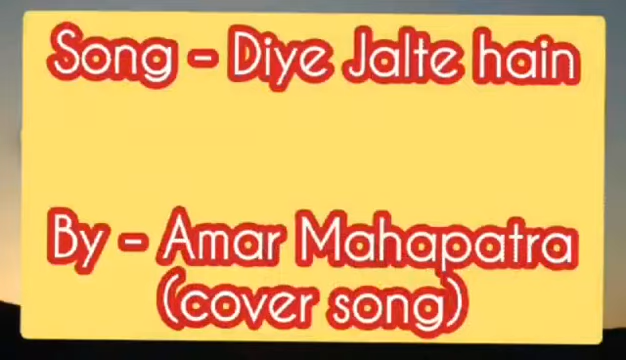 Song - Diye Jalte hain
By - Amar Mahapatra
(cover song)